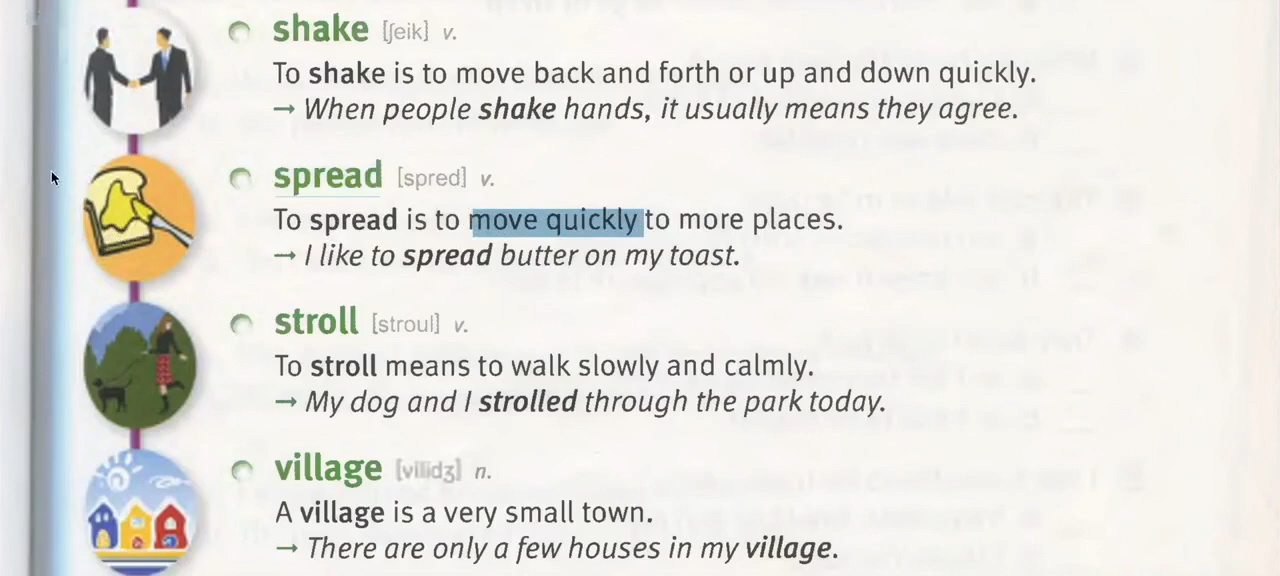 shake [ʃeik] v.
To shake is to move back and forth or up and down quickly.
→ When people shake hands, it usually means they agree.
spread [spred] v.
To spread is to move quickly to more places.
→ I like to spread butter on my toast.
stroll [stroul] v.
To stroll means to walk slowly and calmly.
→ My dog and I strolled through the park today.
village [vilidʒ] n.
A village is a very small town.
→ There are only a few houses in my village.